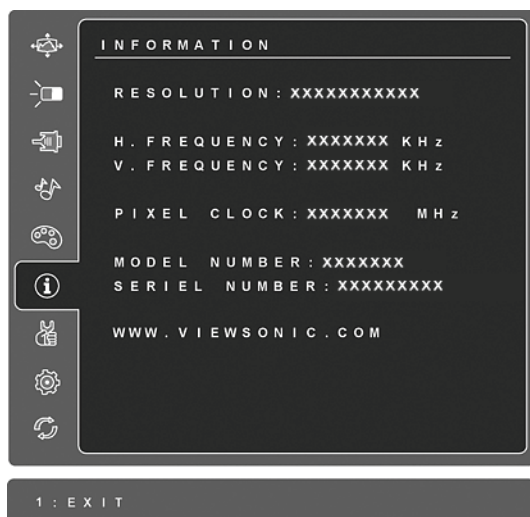 INFORMATION
RESOLUTION: XXXXXXXXXXX
H. FREQUENCY: XXXXXXX KHz
V. FREQUENCY: XXXXXXX KHz
PIXEL CLOCK: XXXXXXX MHz
MODEL NUMBER: XXXXXXX
SERIEL NUMBER: XXXXXXXXX
WWW.VIEWSONIC.COM
1:EXIT